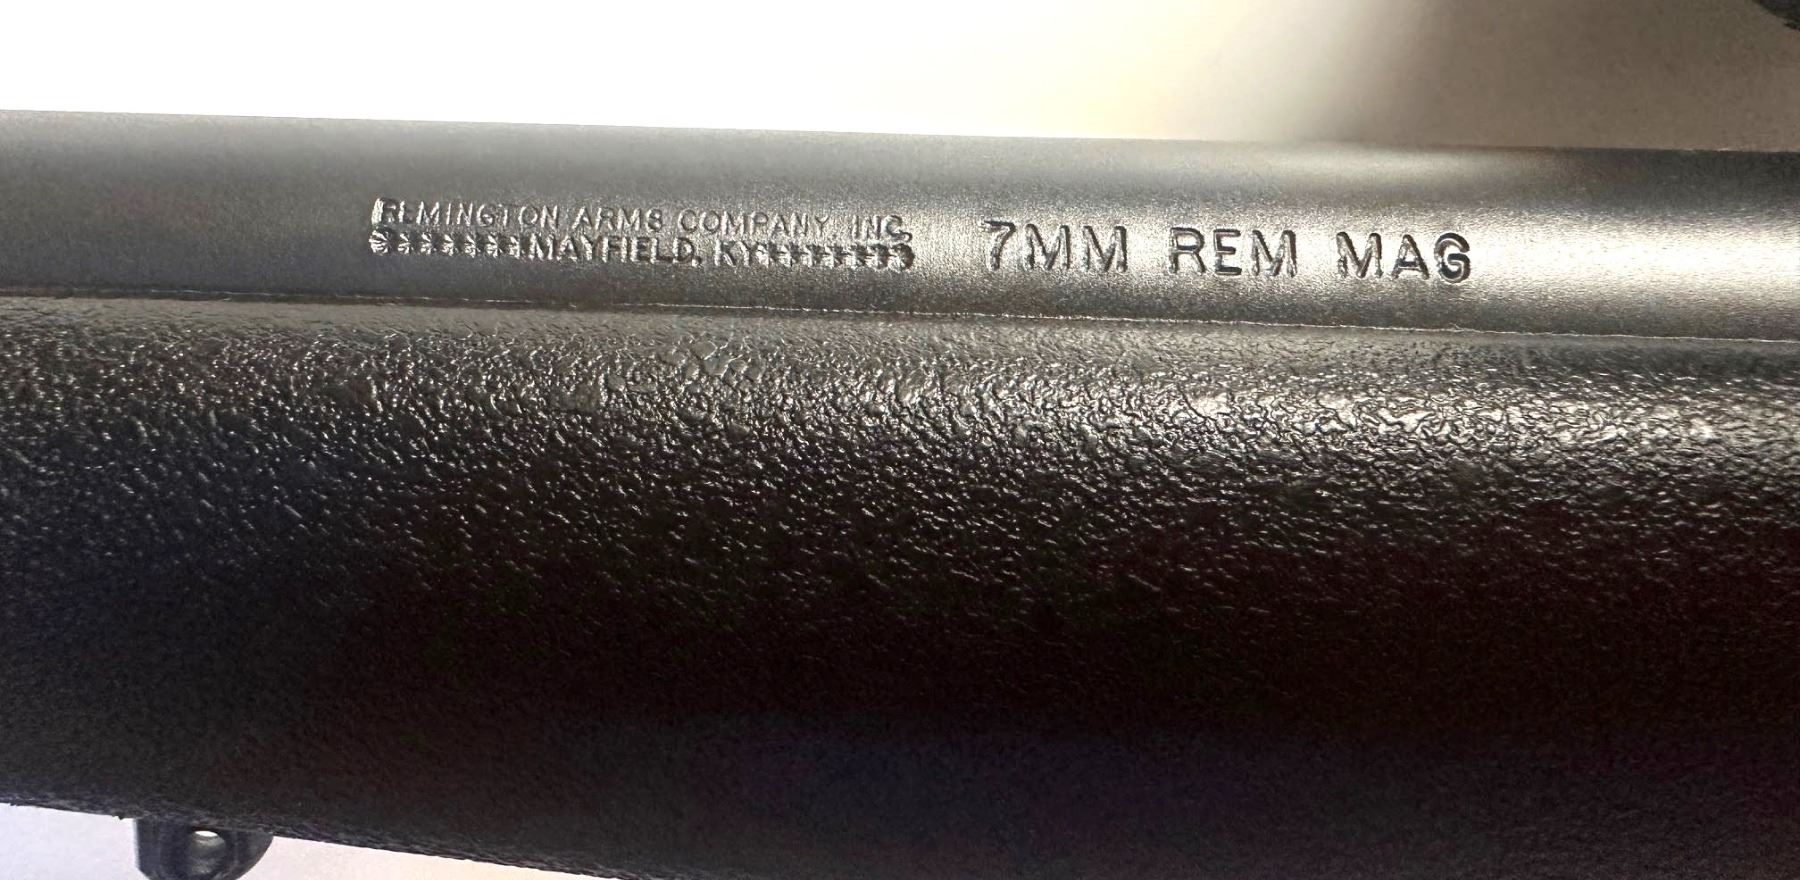 REMINGTON ARMS COMPANY, INC.
MAYFIELD, KY
7MM REM MAG